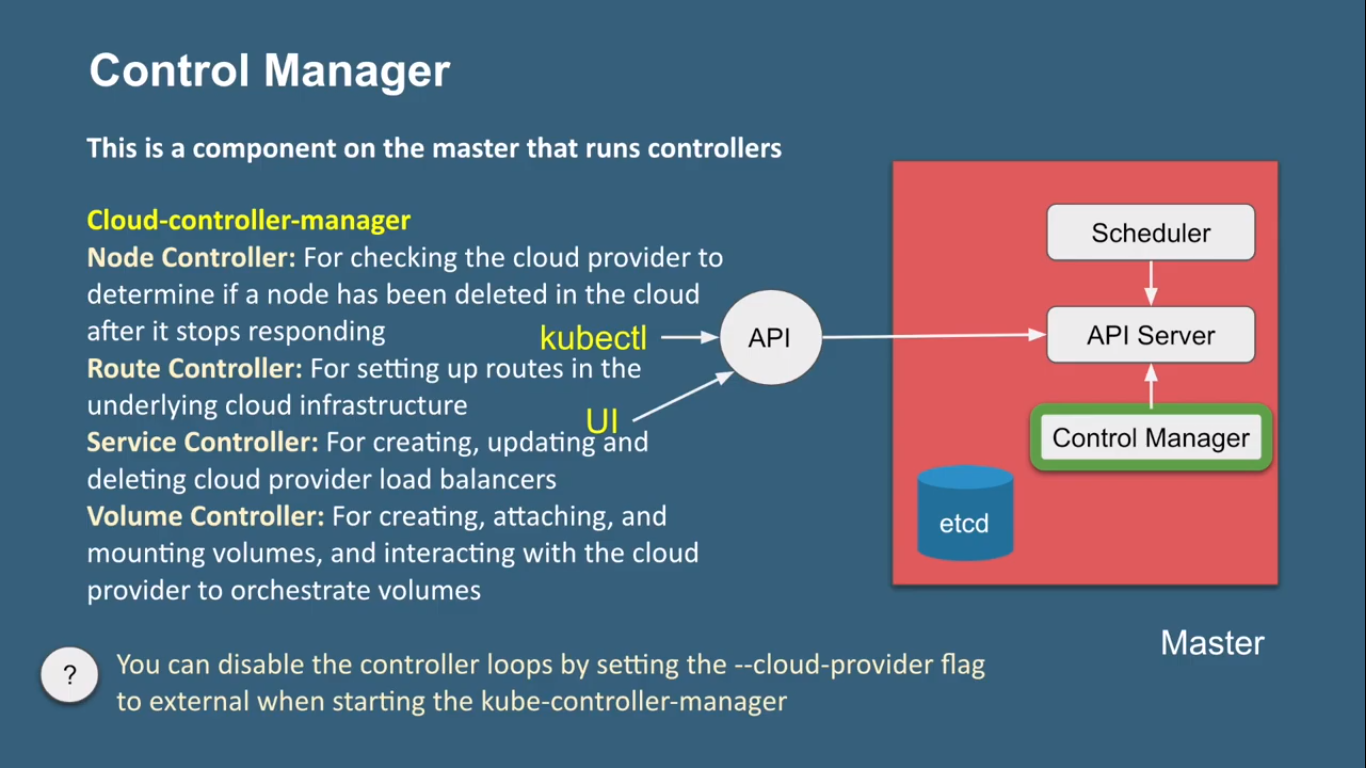 Control Manager
This is a component on the master that runs controllers
Cloud-controller-manager
Node Controller: For checking the cloud provider to
determine if a node has been deleted in the cloud
after it stops responding
Route Controller: For setting up routes in the
underlying cloud infrastructure
Service Controller: For creating, updating and
deleting cloud provider load balancers
Volume Controller: For creating, attaching, and
mounting volumes, and interacting with the cloud
provider to orchestrate volumes
kubectl
UI
API
Scheduler
API Server
Control Manager
etcd
Master
?
You can disable the controller loops by setting the --cloud-provider flag
to external when starting the kube-controller-manager